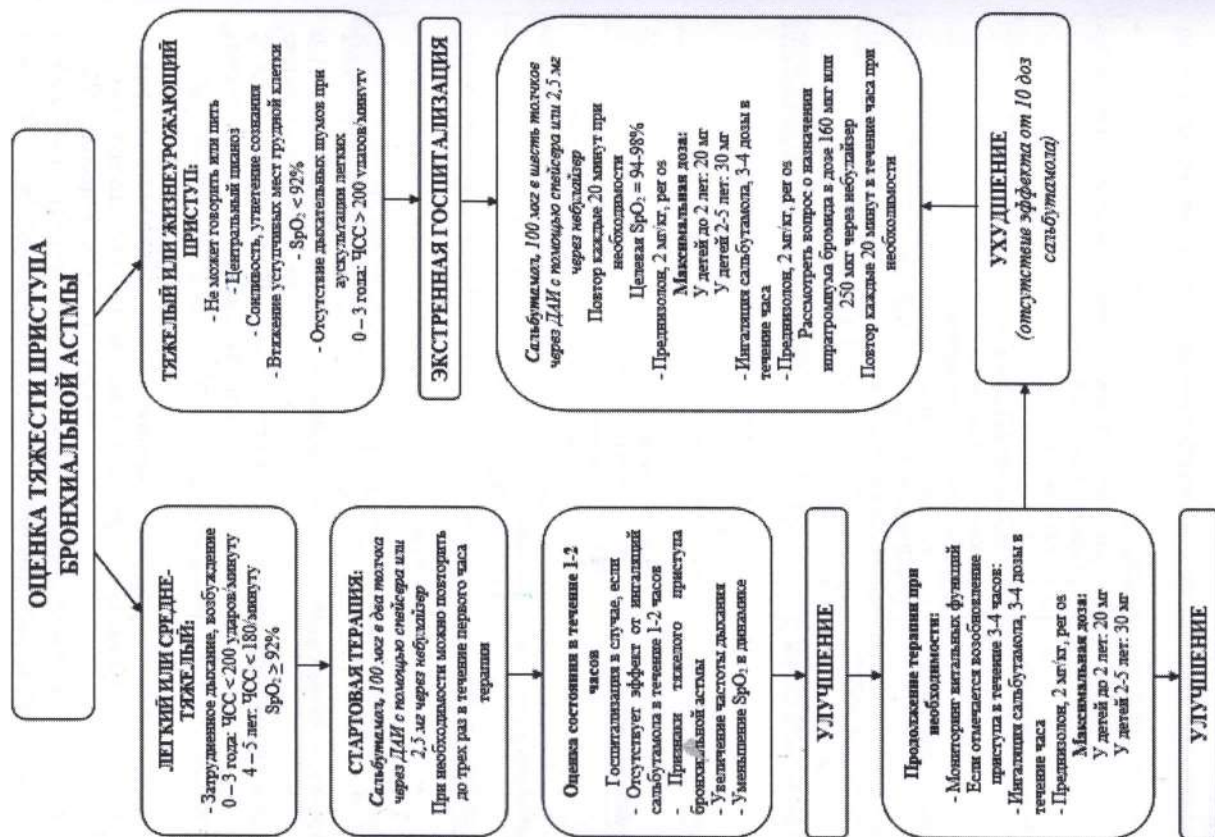 ОЦЕНКА ТЯЖЕСТИ ПРИСТУПА
БРОНХИАЛЬНОЙ АСТМЫ
ЛЕГКИЙ ИЛИ СРЕДНЕ-
ТЯЖЕЛЫЙ:
- Затрудненное дыхание, возбуждение
0 – 3 года: ЧСС < 200 ударов/минуту
4 – 5 лет: ЧСС < 180/минуту
SpO₂ ≥ 92%
СТАРТОВАЯ ТЕРАПИЯ:
Сальбутамол, 100 мкг в два толчка
через ДАИ с помощью спейсера или
2,5 мг через небулайзер
При необходимости можно повторить
до трех раз в течение первого часа
терапии
Оценка состояния в течение 1-2
часов
Госпитализация в случае, если
- Отсутствует эффект от ингаляций
сальбутамола в течение 1-2 часов
- Признаки тяжелого приступа
бронхиальной астмы
- Увеличение частоты дыхания
- Уменьшение SpO₂ в динамике
УЛУЧШЕНИЕ
Продолжение терапии при
необходимости:
- Мониторинг витальных функций
Если отмечается возобновление
приступа в течение 3-4 часов:
- Ингаляция сальбутамола, 3-4 дозы в
течение часа
- Преднизолон, 2 мг/кг, per os
Максимальная доза:
У детей до 2 лет: 20 мг
У детей 2-5 лет: 30 мг
УЛУЧШЕНИЕ
ТЯЖЕЛЫЙ ИЛИ ЖИЗНЕУРОЖАЮЩИЙ
ПРИСТУП:
- Не может говорить или пить
- Центральный цианоз
- Сонливость, угнетение сознания
- Втяжение уступчивых мест грудной клетки
- SpO₂ < 92%
- Отсутствие дыхательных шумов при
аускультации легких
0 – 3 года: ЧСС > 200 ударов/минуту
ЭКСТРЕННАЯ ГОСПИТАЛИЗАЦИЯ
Сальбутамол, 100 мкг в шесть толчков
через ДАИ с помощью спейсера или 2,5 мг
через небулайзер
Повтор каждые 20 минут при
необходимости
Целевая SpO₂ = 94-98%
- Преднизолон, 2 мг/кг, per os
Максимальная доза:
У детей до 2 лет: 20 мг
У детей 2-5 лет: 30 мг
- Ингаляция сальбутамола, 3-4 дозы в
течение часа
- Преднизолон, 2 мг/кг, per os
Рассмотреть вопрос о назначении
ипратропиума бромида в дозе 160 мкг или
250 мкг через небулайзер
Повтор каждые 20 минут в течение часа при
необходимости
УХУДШЕНИЕ
(отсутствие эффекта от 10 доз
сальбутамола)